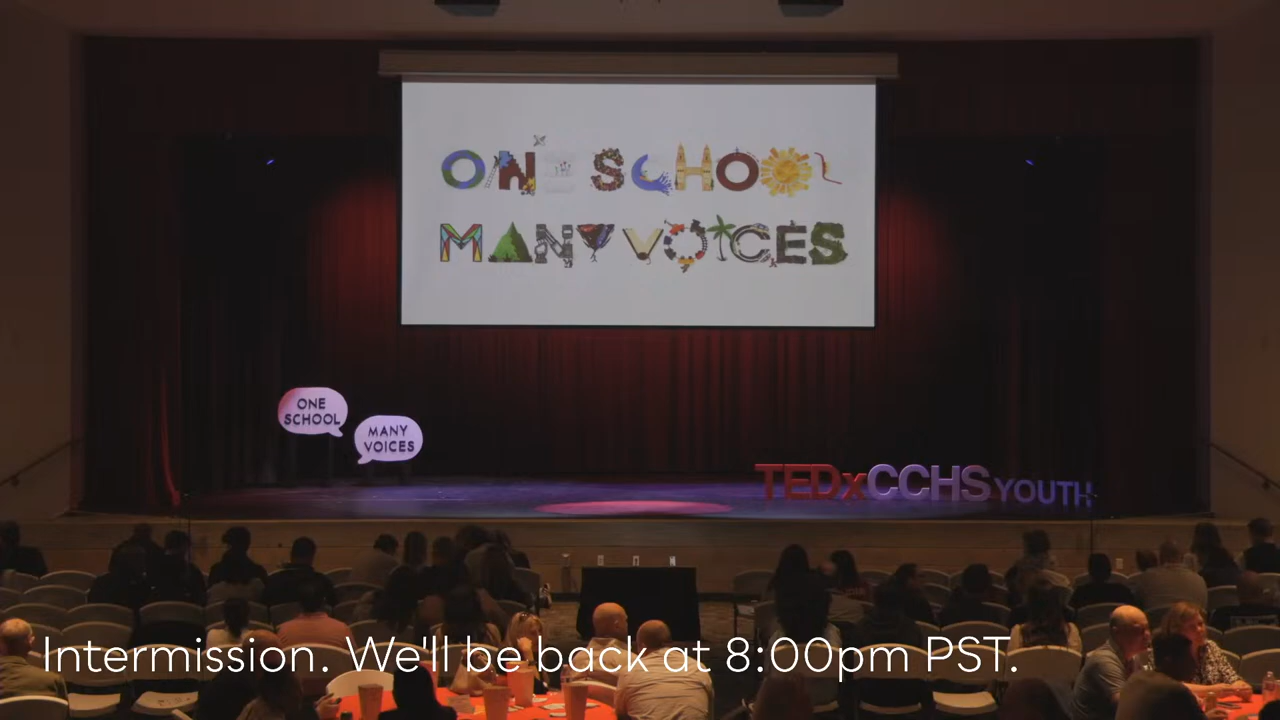 ONE SCHOOL
MANY VOICES
ONE
SCHOOL
MANY
VOICES
TEDxCCHSYOUTH
Intermission. We'll be back at 8:00pm PST.